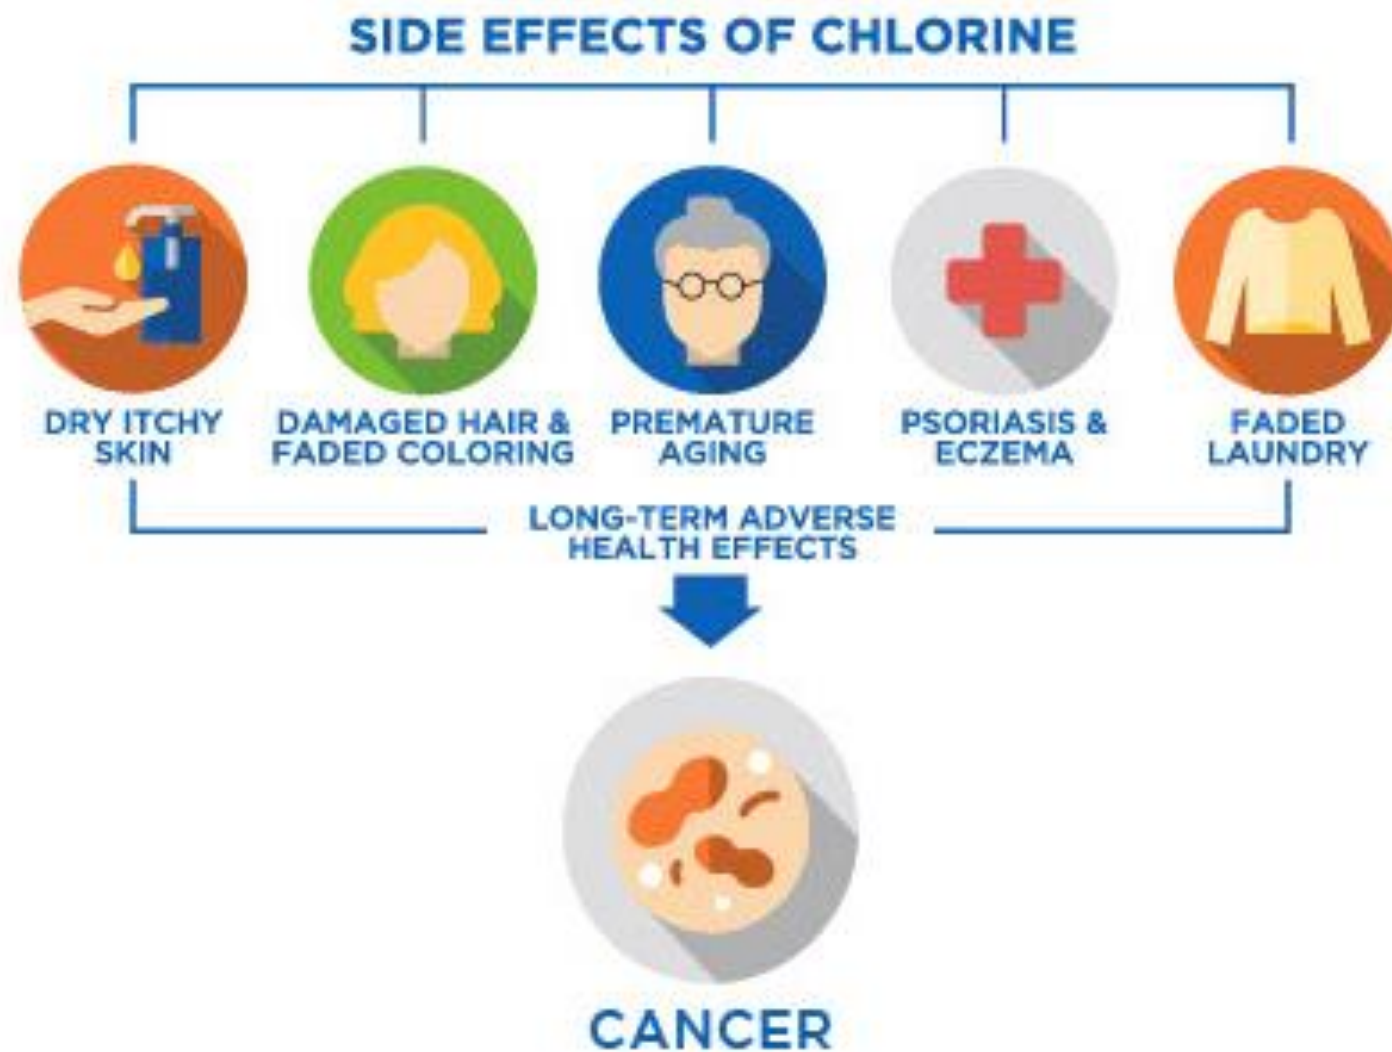 SIDE EFFECTS OF CHLORINE
DRY ITCHY
SKIN
DAMAGED HAIR &
FADED COLORING
PREMATURE
AGING
PSORIASIS &
ECZEMA
FADED
LAUNDRY
LONG-TERM ADVERSE
HEALTH EFFECTS
CANCER